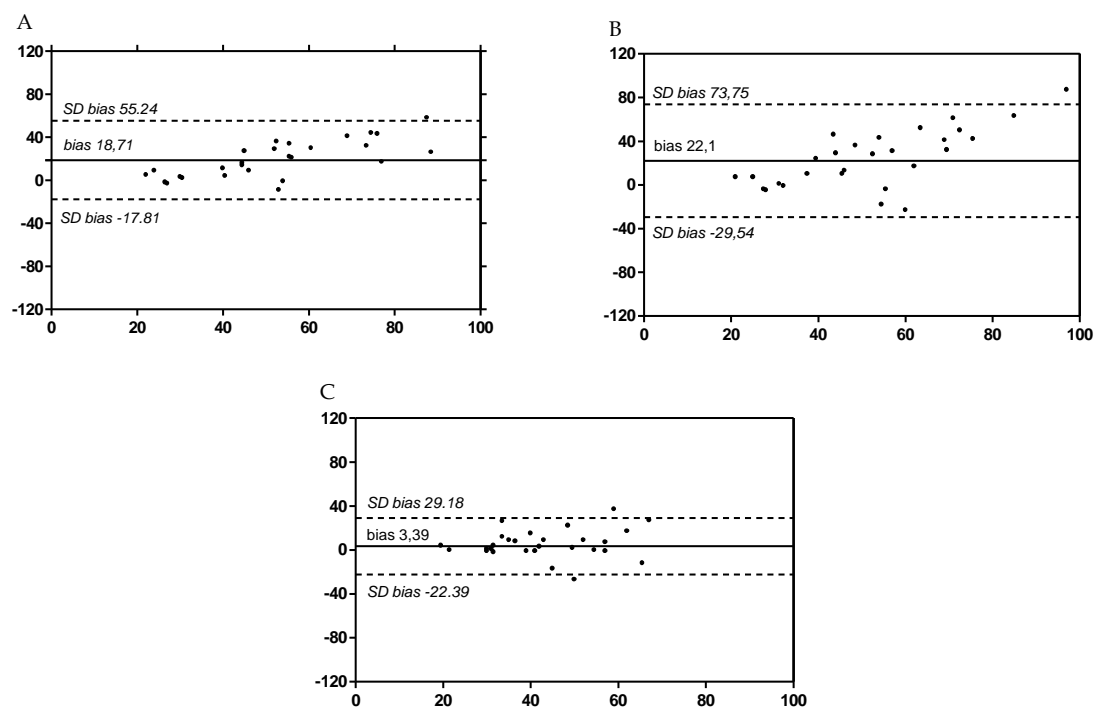 A
120
80
SD bias 55.24
40
bias 18,71
0
SD bias -17.81
-40
-80
-120
0 20 40 60 80 100
B
120
80
SD bias 73,75
40
bias 22,1
0
SD bias -29,54
-40
-80
-120
0 20 40 60 80 100
C
120
80
40
SD bias 29.18
bias 3,39
0
SD bias -22.39
-40
-80
-120
0 20 40 60 80 100